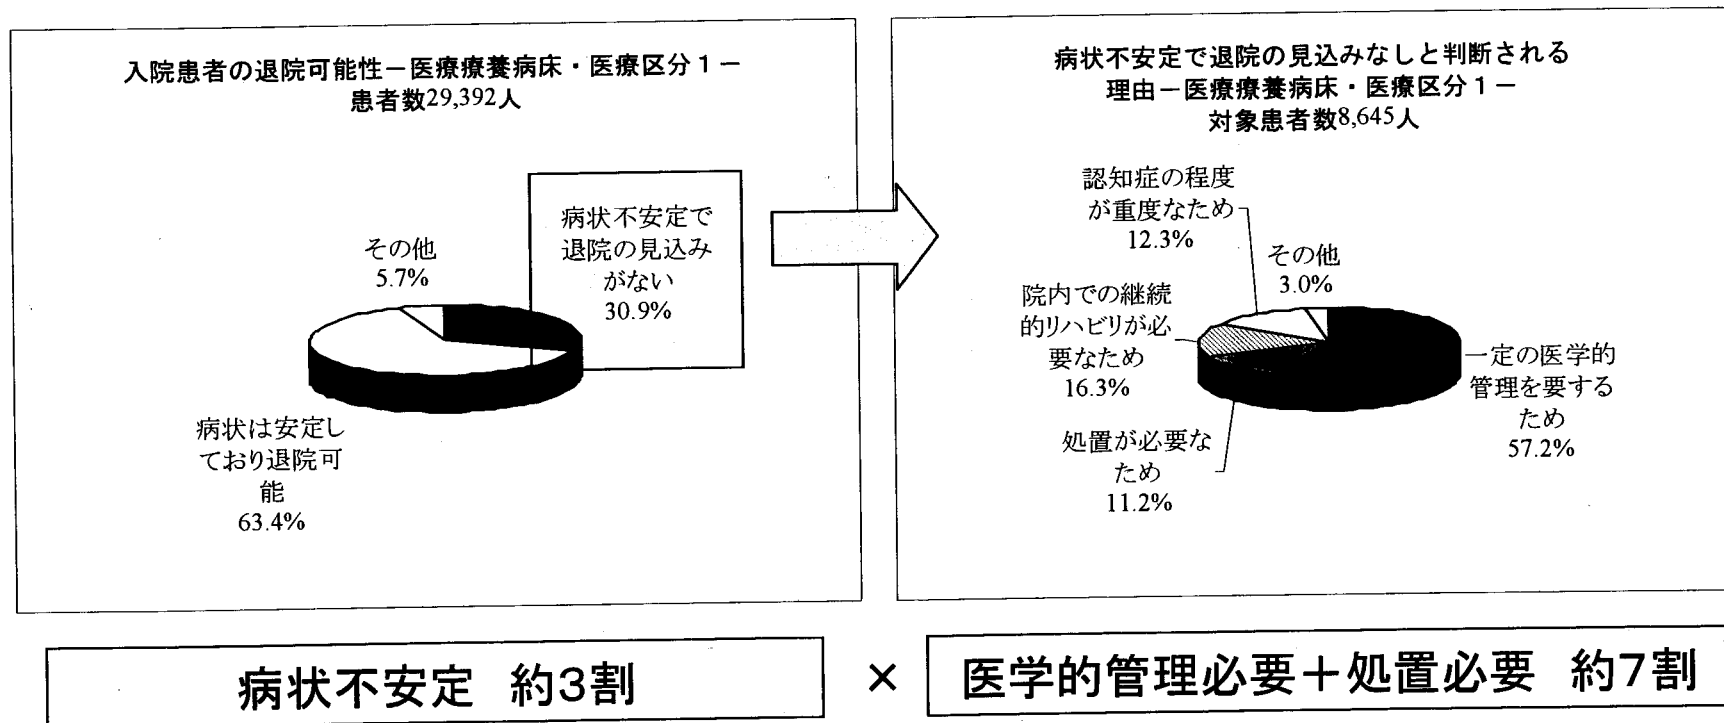 入院患者の退院可能性－医療療養病床・医療区分１－
患者数29,392人
その他
5.7%
病状不安定で
退院の見込み
がない
30.9%
病状は安定し
ており退院可
能
63.4%
病状不安定で退院の見込みなしと判断される
理由－医療療養病床・医療区分１－
対象患者数8,645人
認知症の程度
が重度なため
12.3%
その他
3.0%
院内での継続
的リハビリが必
要なため
16.3%
処置が必要な
ため
11.2%
一定の医学的
管理を要する
ため
57.2%
病状不安定 約3割
×
医学的管理必要＋処置必要 約7割